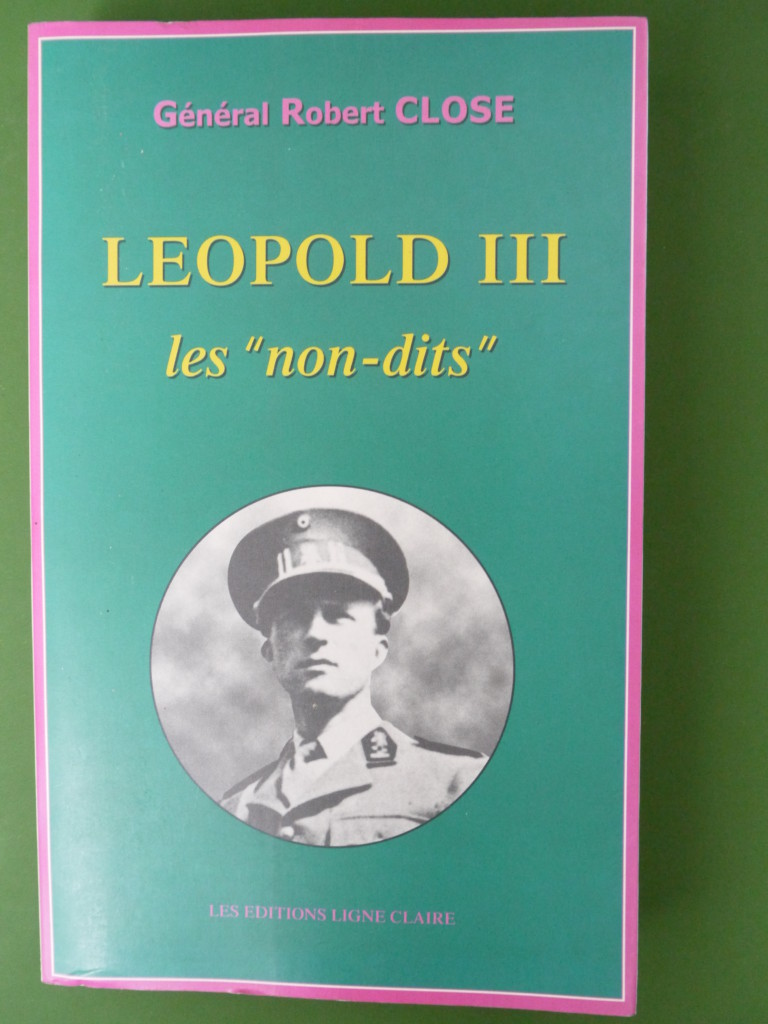 Général Robert CLOSE
LEOPOLD III
les "non-dits"
LES EDITIONS LIGNE CLAIRE